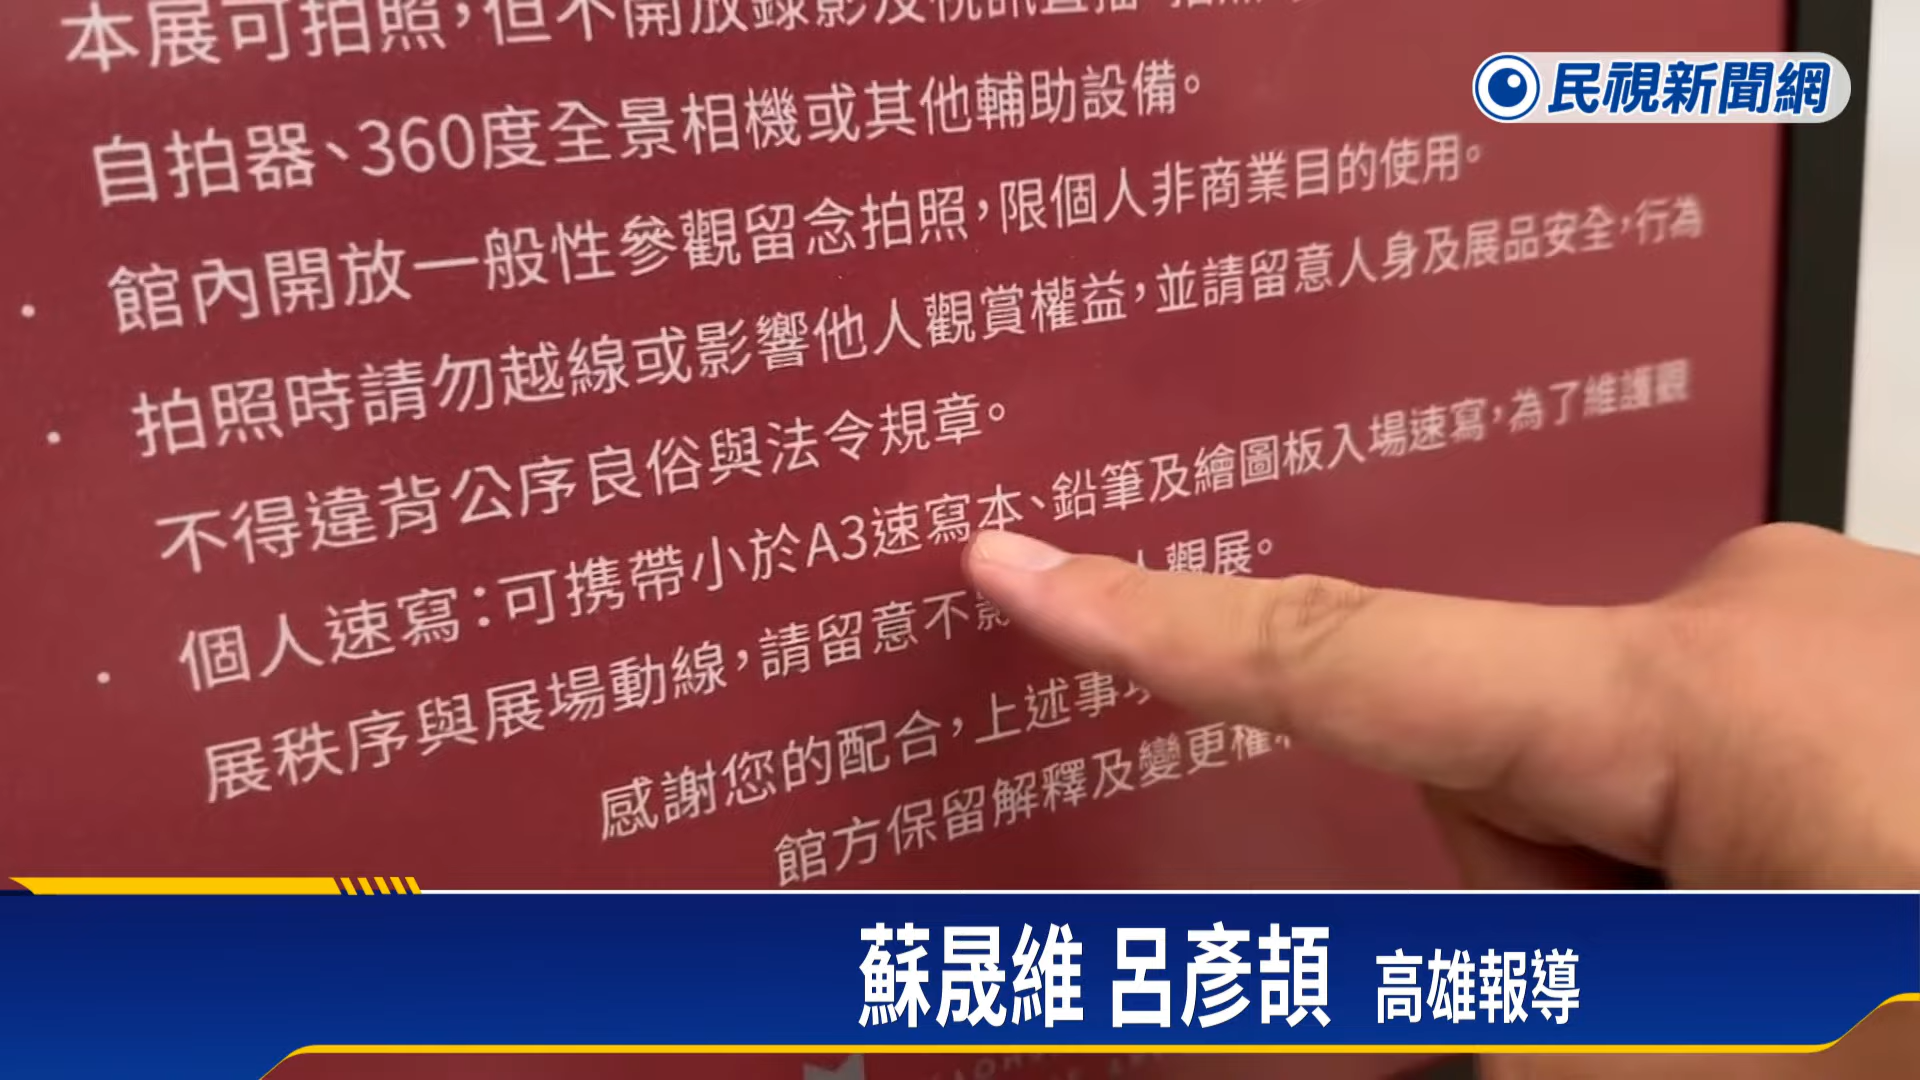 本展可拍照，但不開放錄影及視訊直播
自拍器、360度全景相機或其他輔助設備。
民視新聞網
· 館內開放一般性參觀留念拍照，限個人非商業目的使用。
· 拍照時請勿越線或影響他人觀賞權益，並請留意人身及展品安全，行為
不得違背公序良俗與法令規章。
· 個人速寫：可携帶小於A3速寫本、鉛筆及繪圖板入場速寫，為了維護觀
展秩序與展場動線，請留意不影 人觀展。
感謝您的配合，上述事項
館方保留解釋及變更權
蘇晟維 呂彥頡 高雄報導